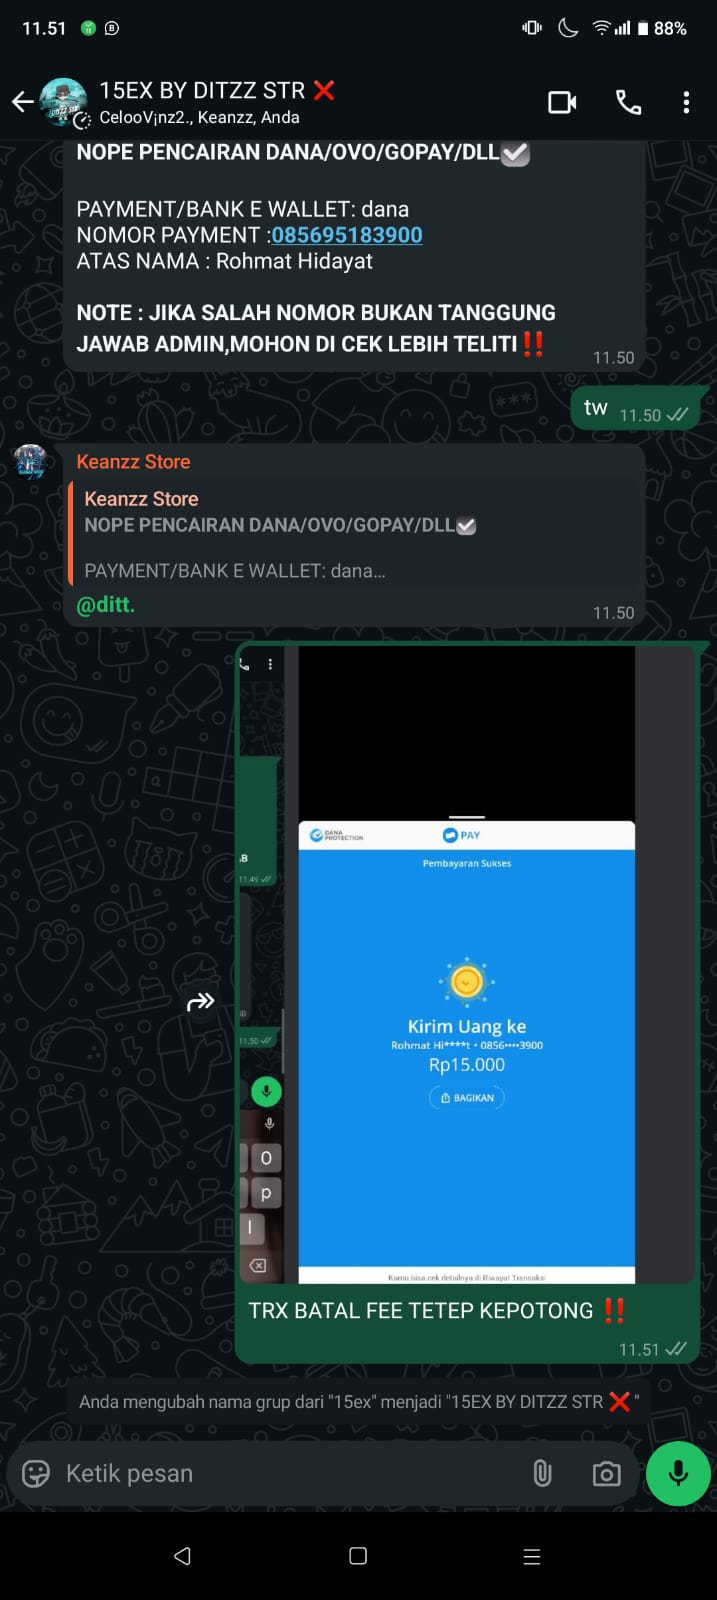 11.51
88%
15EX BY DITZZ STR ❌
CelooV¡nz2., Keanzz, Anda
NOPE PENCAIRAN DANA/OVO/GOPAY/DLL☑
PAYMENT/BANK E WALLET: dana
NOMOR PAYMENT :085695183900
ATAS NAMA : Rohmat Hidayat
NOTE : JIKA SALAH NOMOR BUKAN TANGGUNG
JAWAB ADMIN,MOHON DI CEK LEBIH TELITI‼️
11.50
tw
11.50
Keanzz Store
Keanzz Store
NOPE PENCAIRAN DANA/OVO/GOPAY/DLL☑
PAYMENT/BANK E WALLET: dana...
@ditt.
11.50
DANA
PROTECTION
PAY
Pembayaran Sukses
11.49
Kirim Uang ke
Rohmat Hi****t • 0856••••3900
Rp15.000
BAGIKAN
11.50
O
p
l
Kamu bisa cek detailnya di Riwayat Transaksi
TRX BATAL FEE TETEP KEPOTONG ‼️
11.51
Anda mengubah nama grup dari "15ex" menjadi "15EX BY DITZZ STR ❌"
Ketik pesan